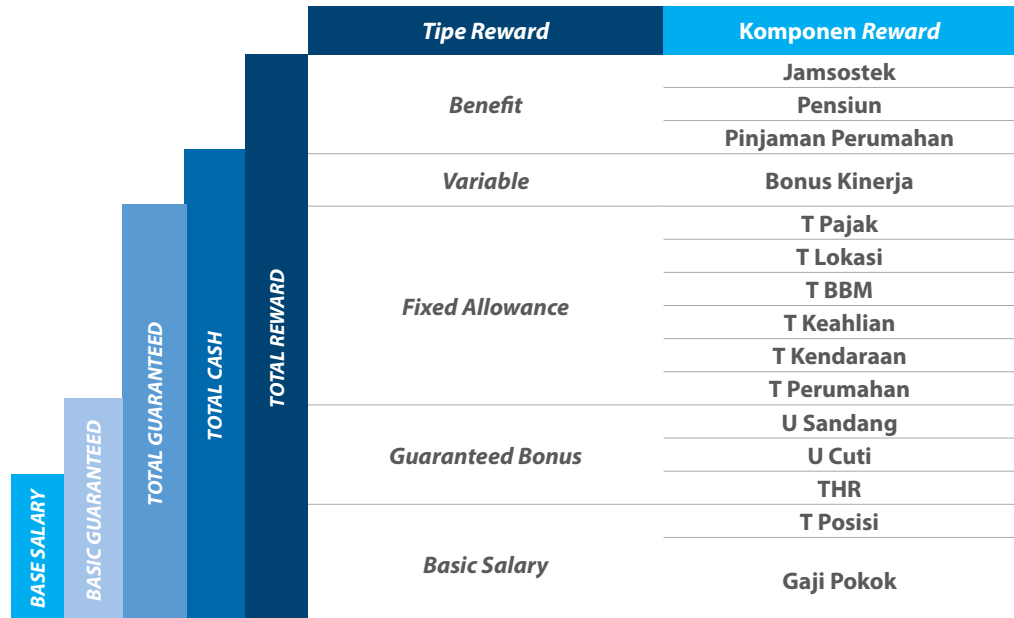 Tipe Reward
Komponen Reward
Benefit
Jamsostek
Pensiun
Pinjaman Perumahan
Variable
Bonus Kinerja
Fixed Allowance
T Pajak
T Lokasi
T BBM
T Keahlian
T Kendaraan
T Perumahan
Guaranteed Bonus
U Sandang
U Cuti
THR
Basic Salary
T Posisi
Gaji Pokok
BASE SALARY
BASIC GUARANTEED
TOTAL GUARANTEED
TOTAL CASH
TOTAL REWARD